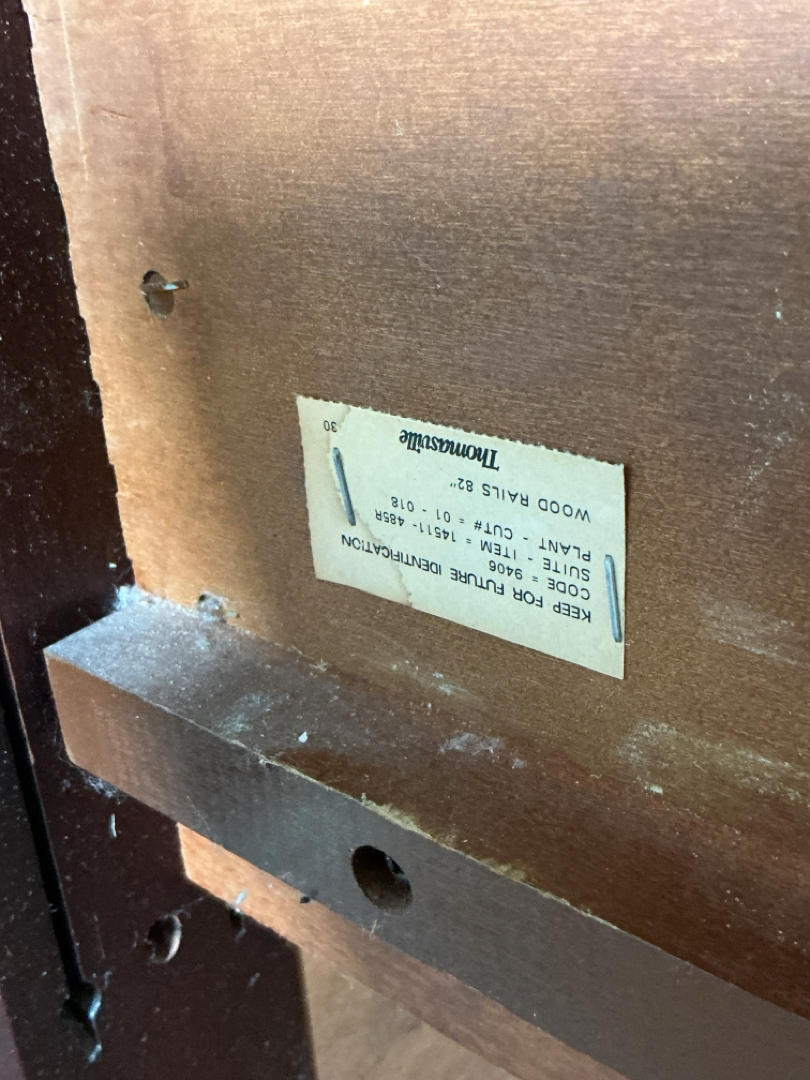 KEEP FOR FUTURE IDENTIFICATION
CODE = 9406
SUITE - ITEM = 14511- 485R
PLANT - CUT# = 01 - 018
WOOD RAILS 82"
Thomasville
30